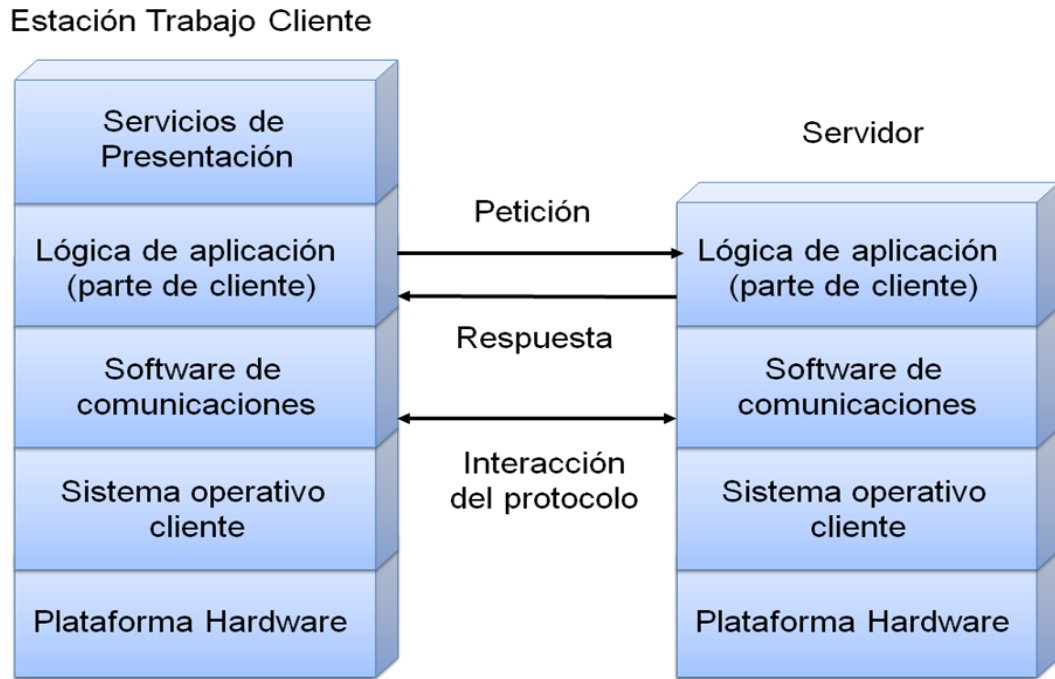 Estación Trabajo Cliente
Servicios de
Presentación
Lógica de aplicación
(parte de cliente)
Software de
comunicaciones
Sistema operativo
cliente
Plataforma Hardware
Petición
Respuesta
Interacción
del protocolo
Servidor
Lógica de aplicación
(parte de cliente)
Software de
comunicaciones
Sistema operativo
cliente
Plataforma Hardware